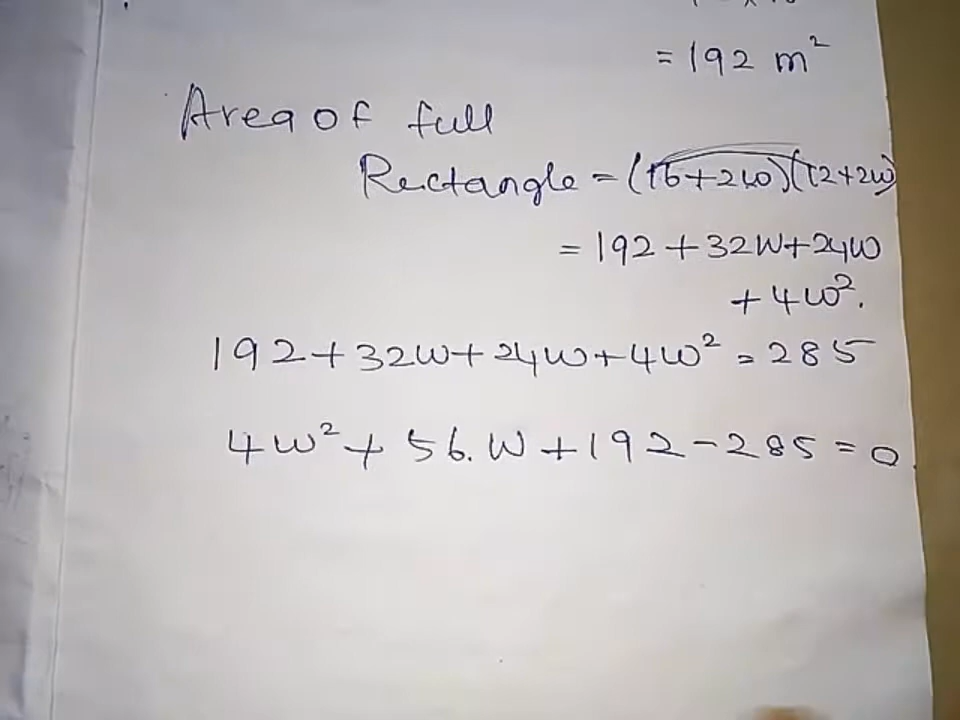 = 192 m²
Area of full
Rectangle = (16+2w)(12+2w)
= 192 + 32w + 24w
+ 4w².
192 + 32w + 24w + 4w² = 285
4w² + 56.w + 192 - 285 = 0